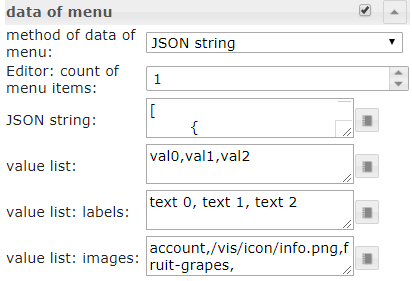 data of menu
method of data of
menu:
JSON string
Editor: count of
menu items:
1
JSON string:
[
{
value list:
val0,val1,val2
value list: labels:
text 0, text 1, text 2
value list: images:
account,/vis/icon/info.png,f
ruit-grapes,